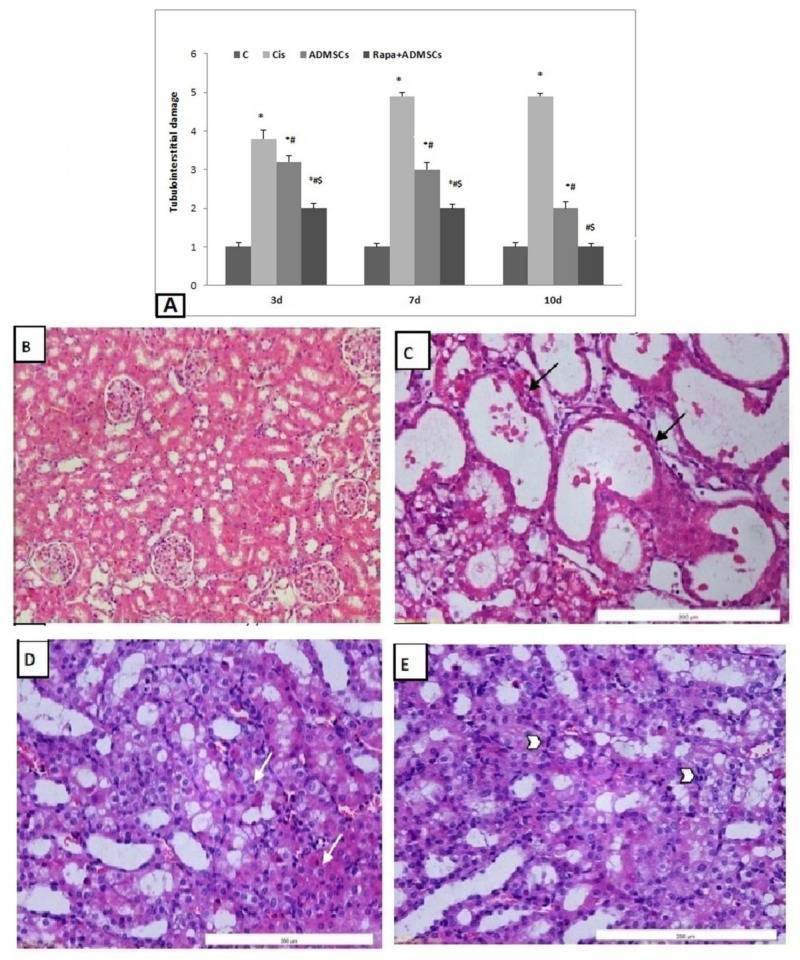 C Cis ADMSCs Rapa+ADMSCs
Tubulointerstitial damage
6
5
4
3
2
1
0
*
*#
*#$
*
*#
*#$
*
*#
#$
3d 7d 10d
A
B
C
D
E